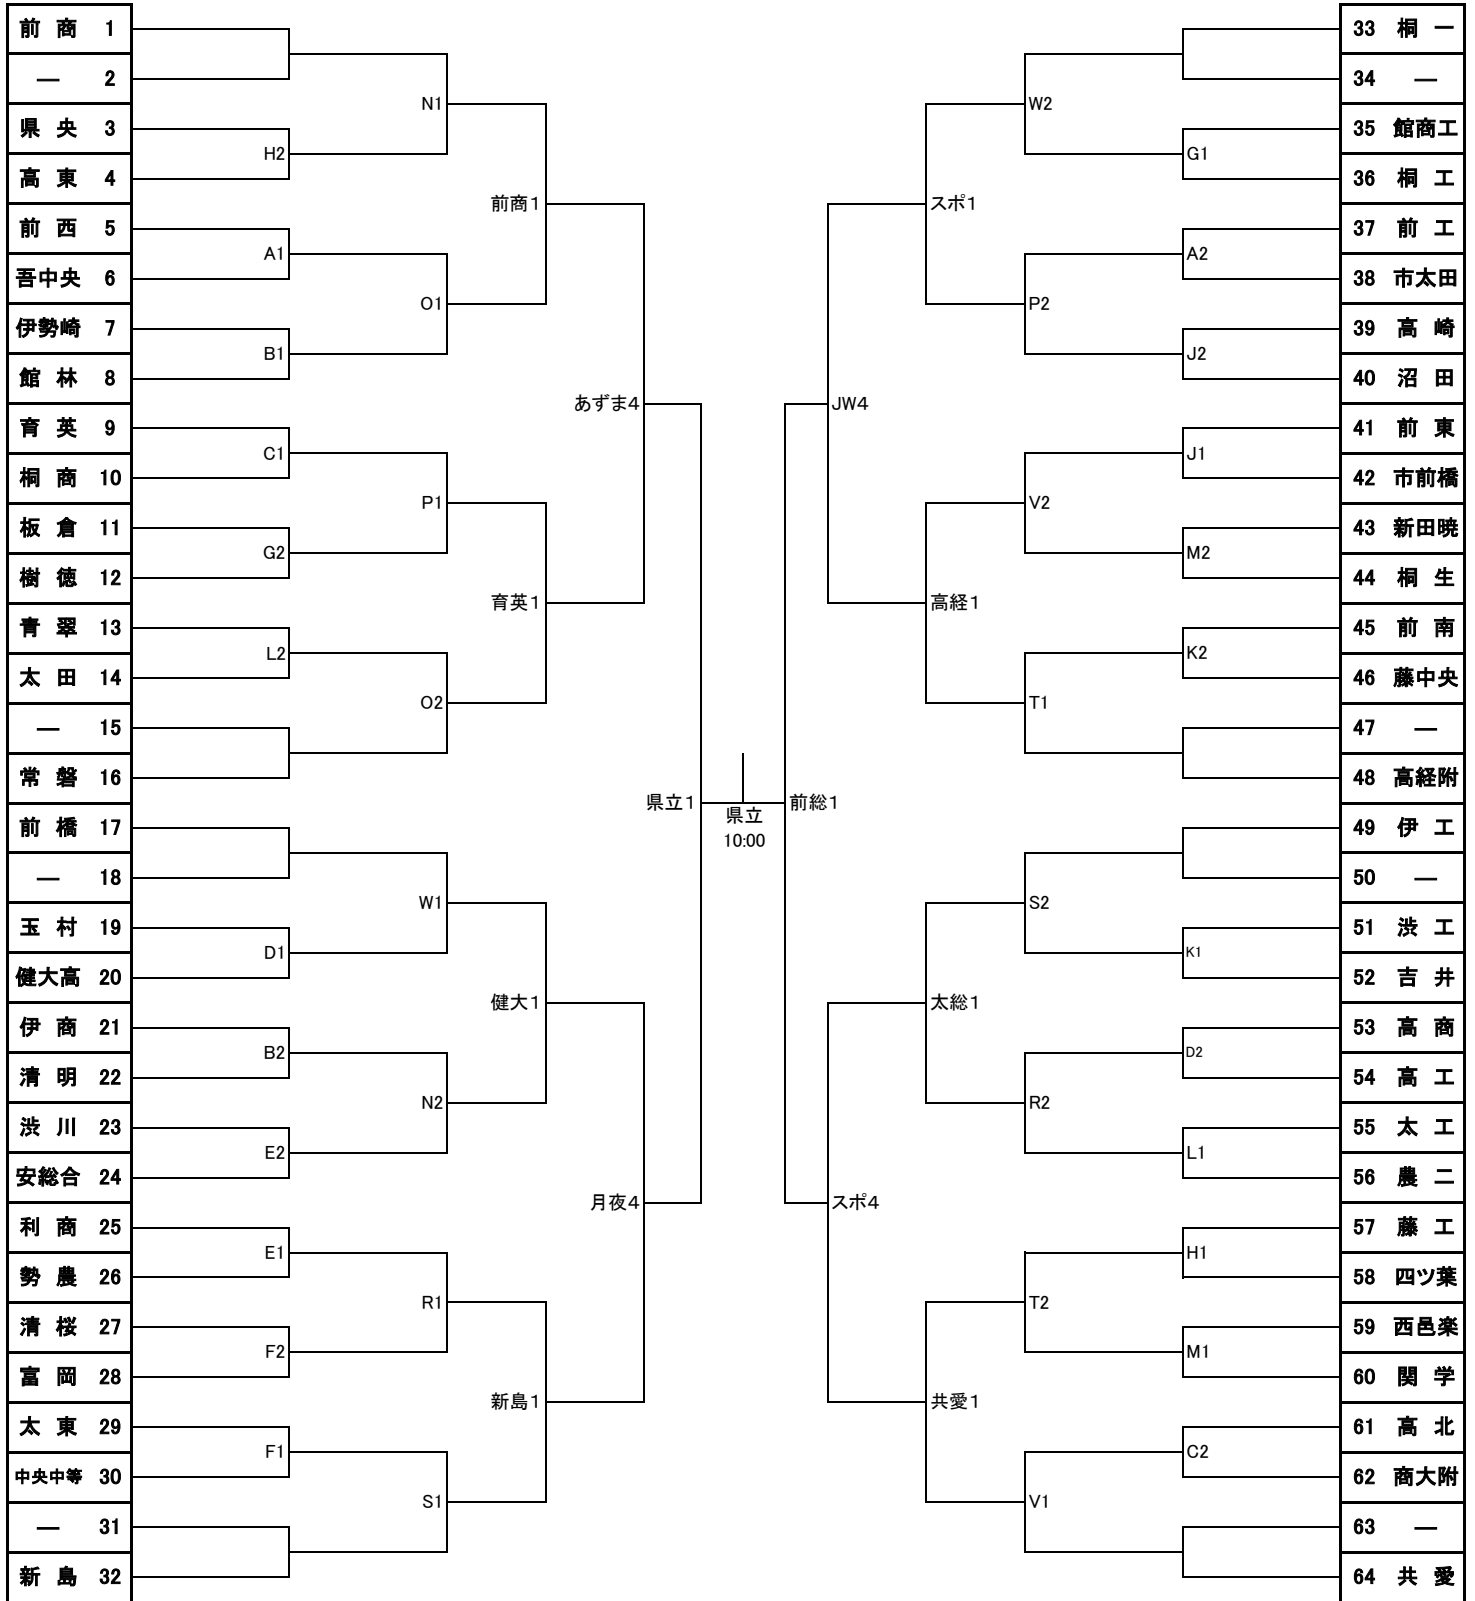 前商 1
― 2
県央 3
高東 4
前西 5
吾中央 6
伊勢崎 7
館林 8
育英 9
桐商 10
板倉 11
樹徳 12
青翠 13
太田 14
― 15
常磐 16
前橋 17
― 18
玉村 19
健大高 20
伊商 21
清明 22
渋川 23
安総合 24
利商 25
勢農 26
清桜 27
富岡 28
太東 29
中央中等 30
― 31
新島 32
H2
A1
B1
C1
G2
L2
D1
B2
E2
E1
F2
F1
N1
O1
P1
O2
W1
N2
R1
S1
前商1
育英1
健大1
新島1
あずま4
月夜4
県立1
県立
10:00
前総1
JW4
スポ4
スポ1
高経1
太総1
共愛1
W2
P2
V2
T1
S2
R2
T2
V1
G1
A2
J2
J1
M2
K2
K1
D2
L1
H1
M1
C2
33 桐一
34 ―
35 館商工
36 桐工
37 前工
38 市太田
39 高崎
40 沼田
41 前東
42 市前橋
43 新田暁
44 桐生
45 前南
46 藤中央
47 ―
48 高経附
49 伊工
50 ―
51 渋工
52 吉井
53 高商
54 高工
55 太工
56 農二
57 藤工
58 四ツ葉
59 西邑楽
60 関学
61 高北
62 商大附
63 ―
64 共愛